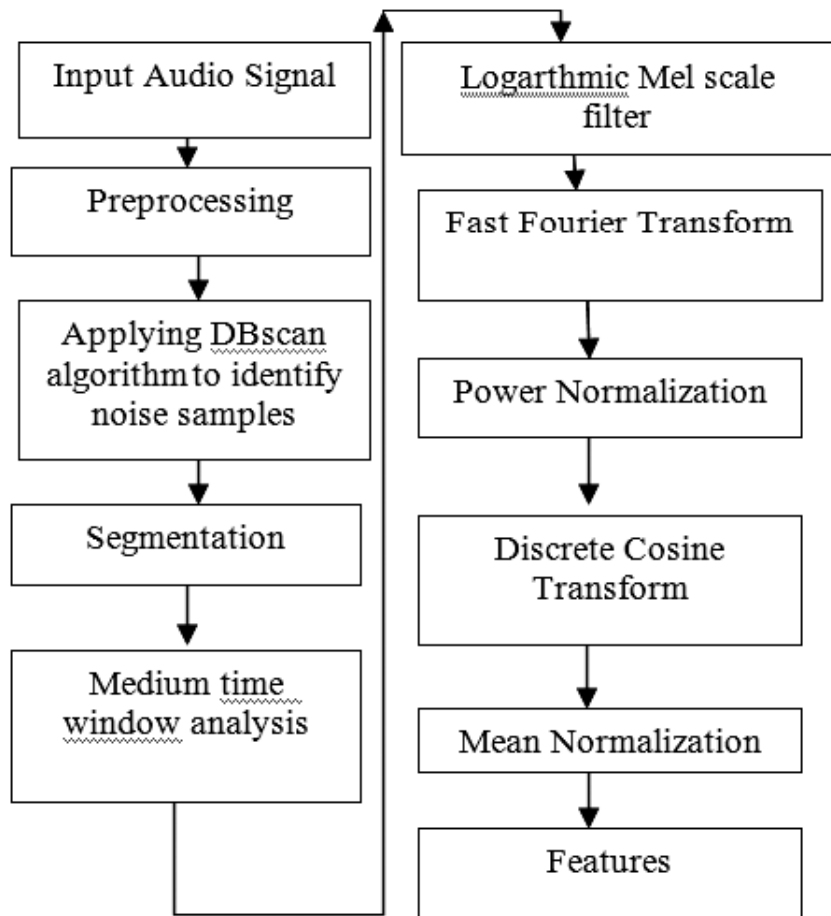 Input Audio Signal
Preprocessing
Applying DBscan
algorithm to identify
noise samples
Segmentation
Medium time
window analysis
Logarthmic Mel scale
filter
Fast Fourier Transform
Power Normalization
Discrete Cosine
Transform
Mean Normalization
Features